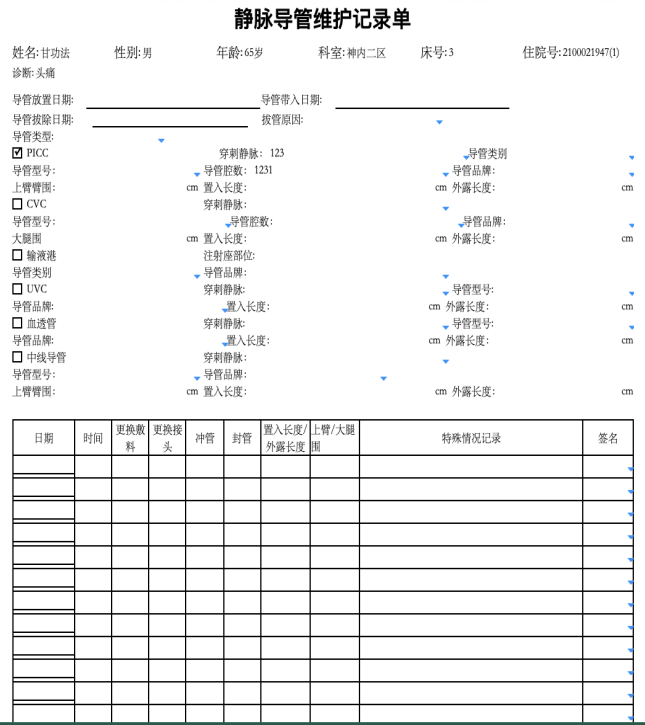 静脉导管维护记录单
姓名:甘功法 性别:男 年龄:65岁 科室:神内二区 床号:3 住院号:2100021947(1)
诊断:头痛
导管放置日期: 导管带入日期:
导管拔除日期: 拔管原因:
导管类型:
PICC 穿刺静脉: 123 导管类别
导管型号: 导管腔数: 1231 导管品牌:
上臂臂围: cm 置入长度: cm 外露长度: cm
CVC 穿刺静脉:
导管型号: 导管腔数: 导管品牌:
大腿围 cm 置入长度: cm 外露长度: cm
输液港 注射座部位:
导管类别 导管品牌:
UVC 穿刺静脉: 导管型号:
导管品牌: 置入长度: cm 外露长度: cm
血透管 穿刺静脉: 导管型号:
导管品牌: 置入长度: cm 外露长度: cm
中线导管 穿刺静脉:
导管型号: 导管品牌:
上臂臂围: cm 置入长度: cm 外露长度: cm
日期 时间 更换敷料 更换接头 冲管 封管 置入长度/外露长度 上臂/大腿围 特殊情况记录 签名